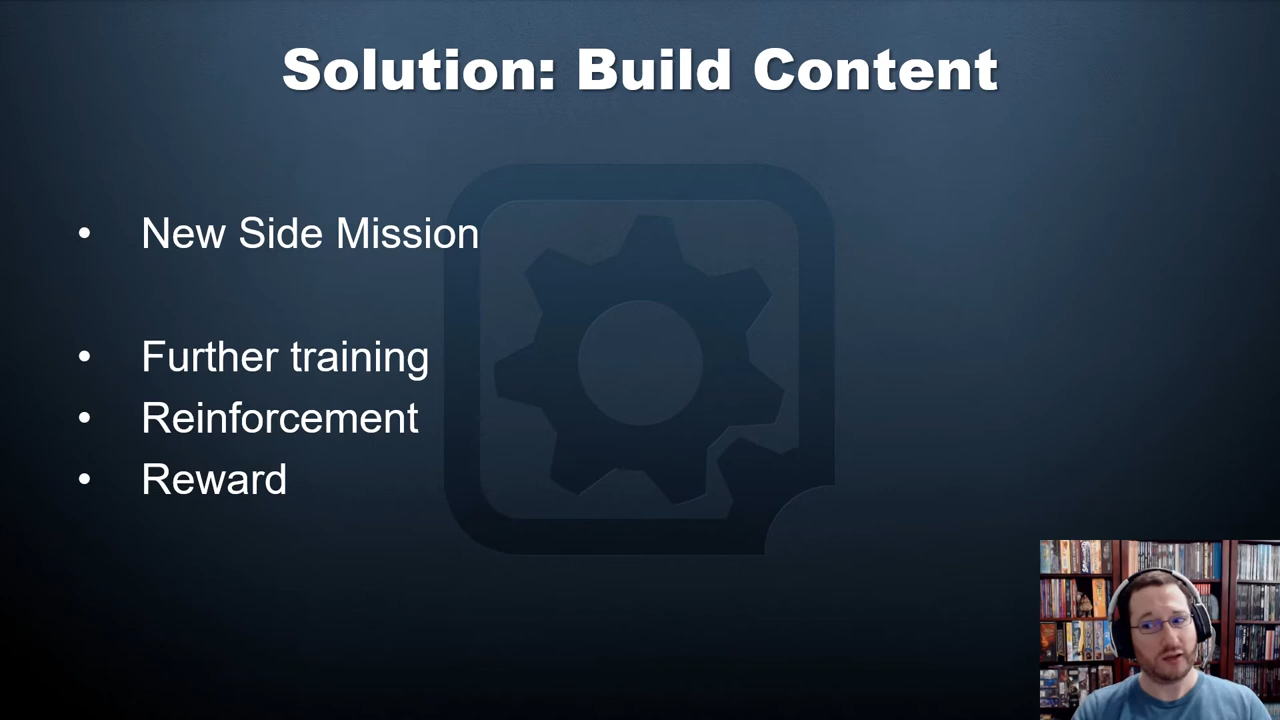 Solution: Build Content
• New Side Mission
• Further training
• Reinforcement
• Reward